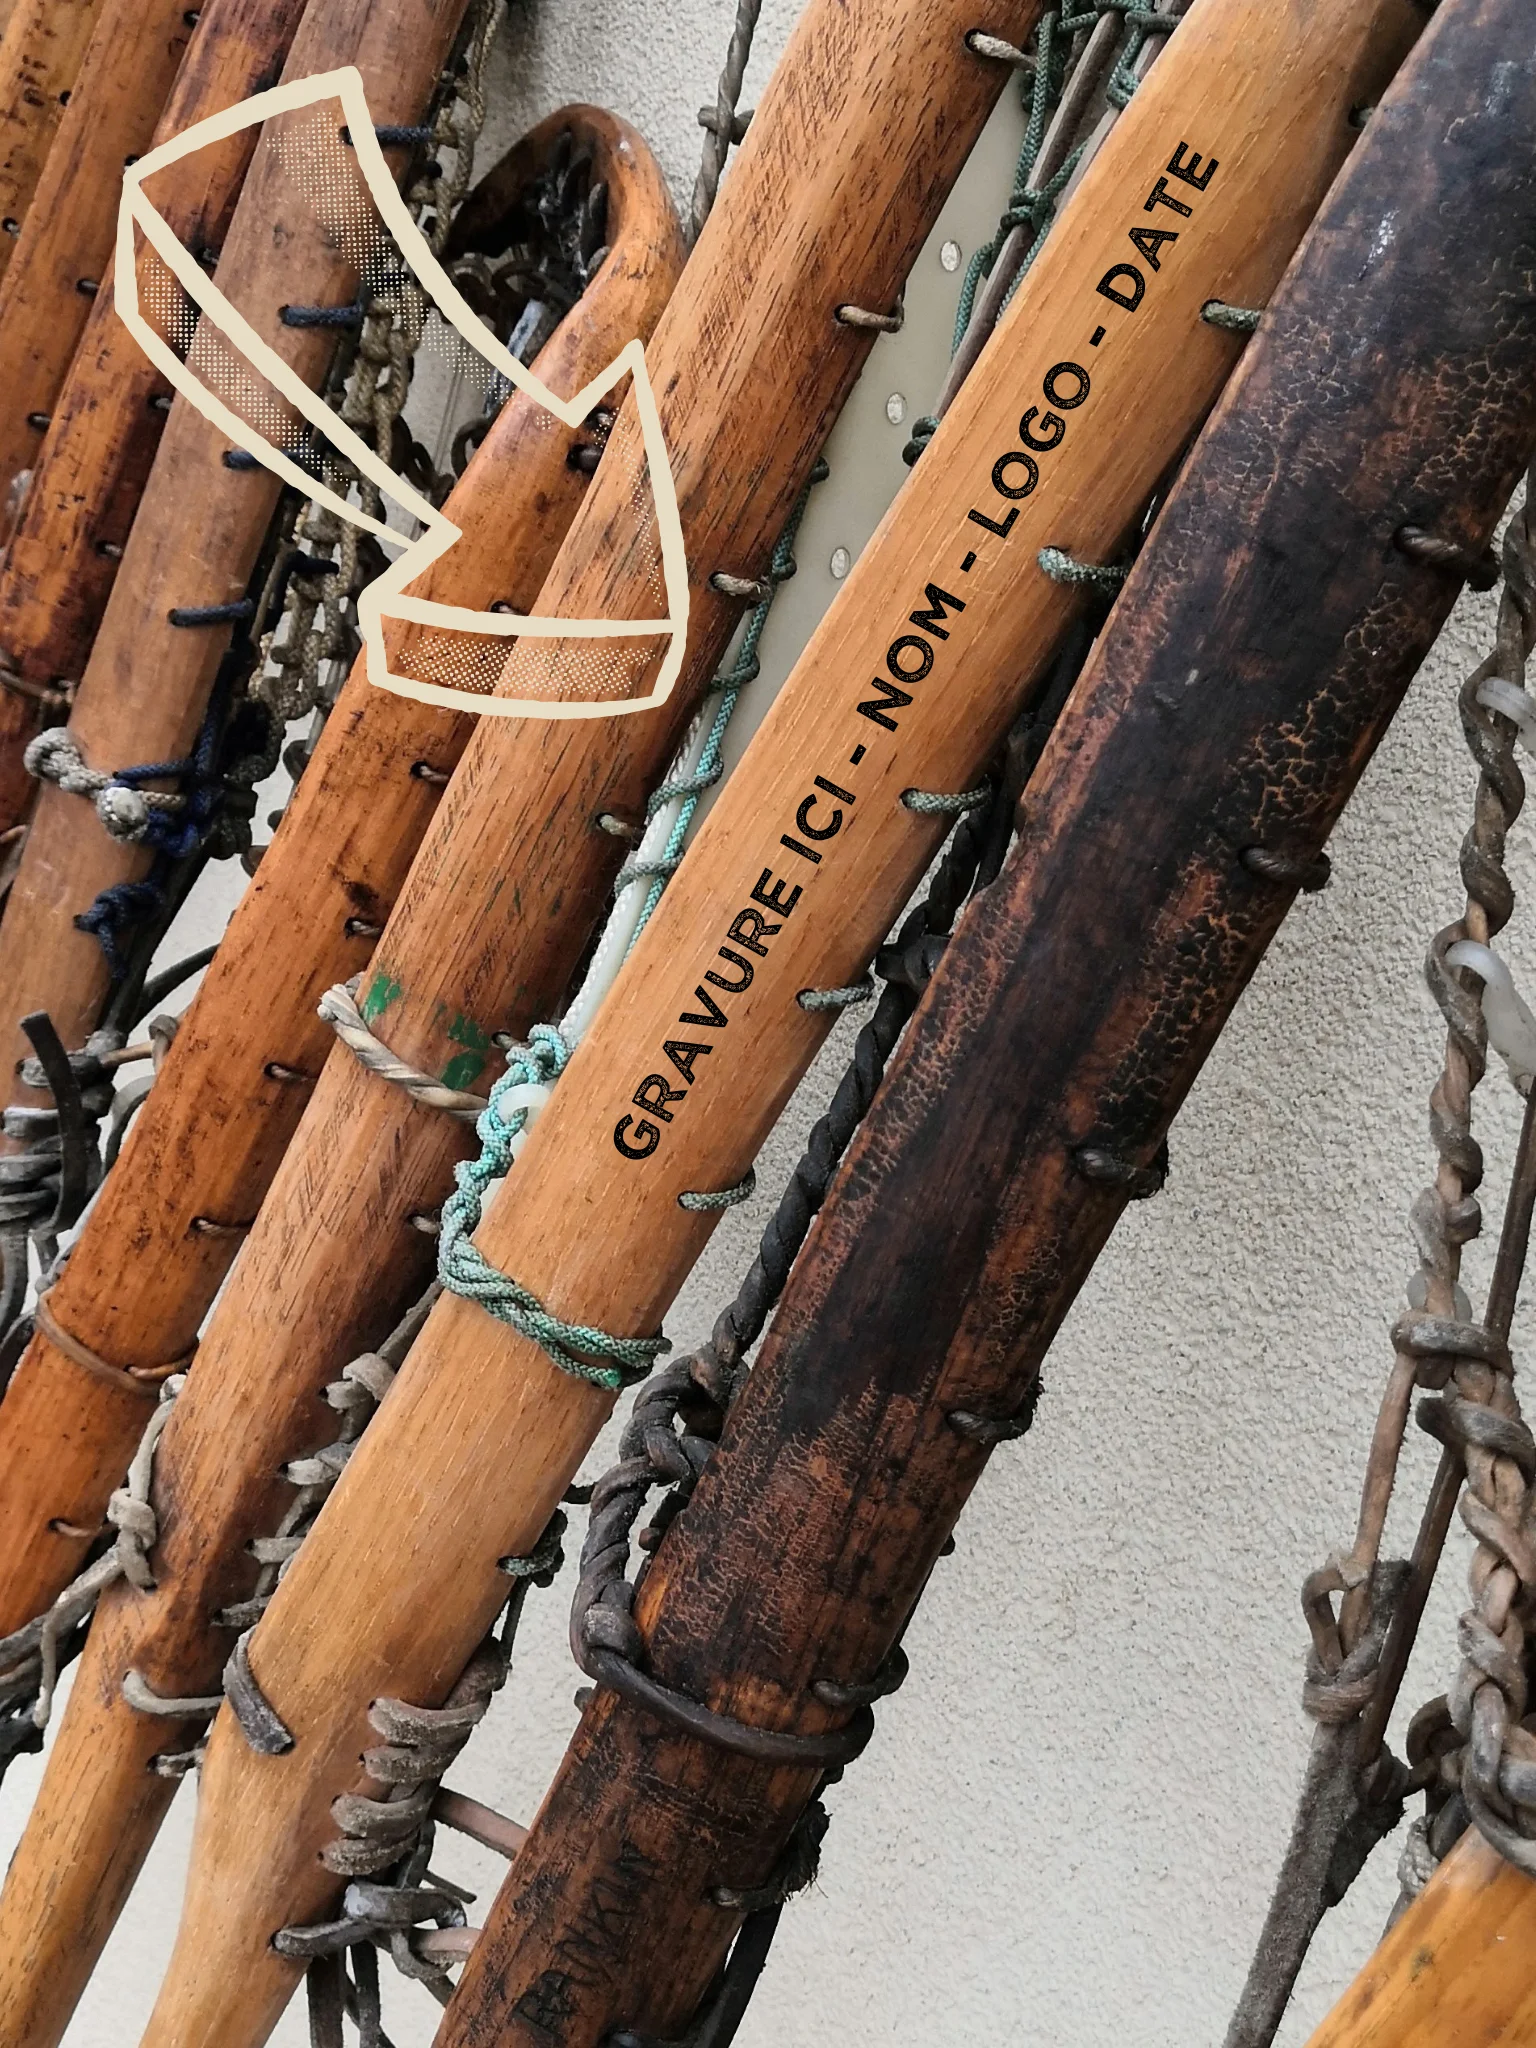 GRAVURE ICI - NOM - LOGO - DATE